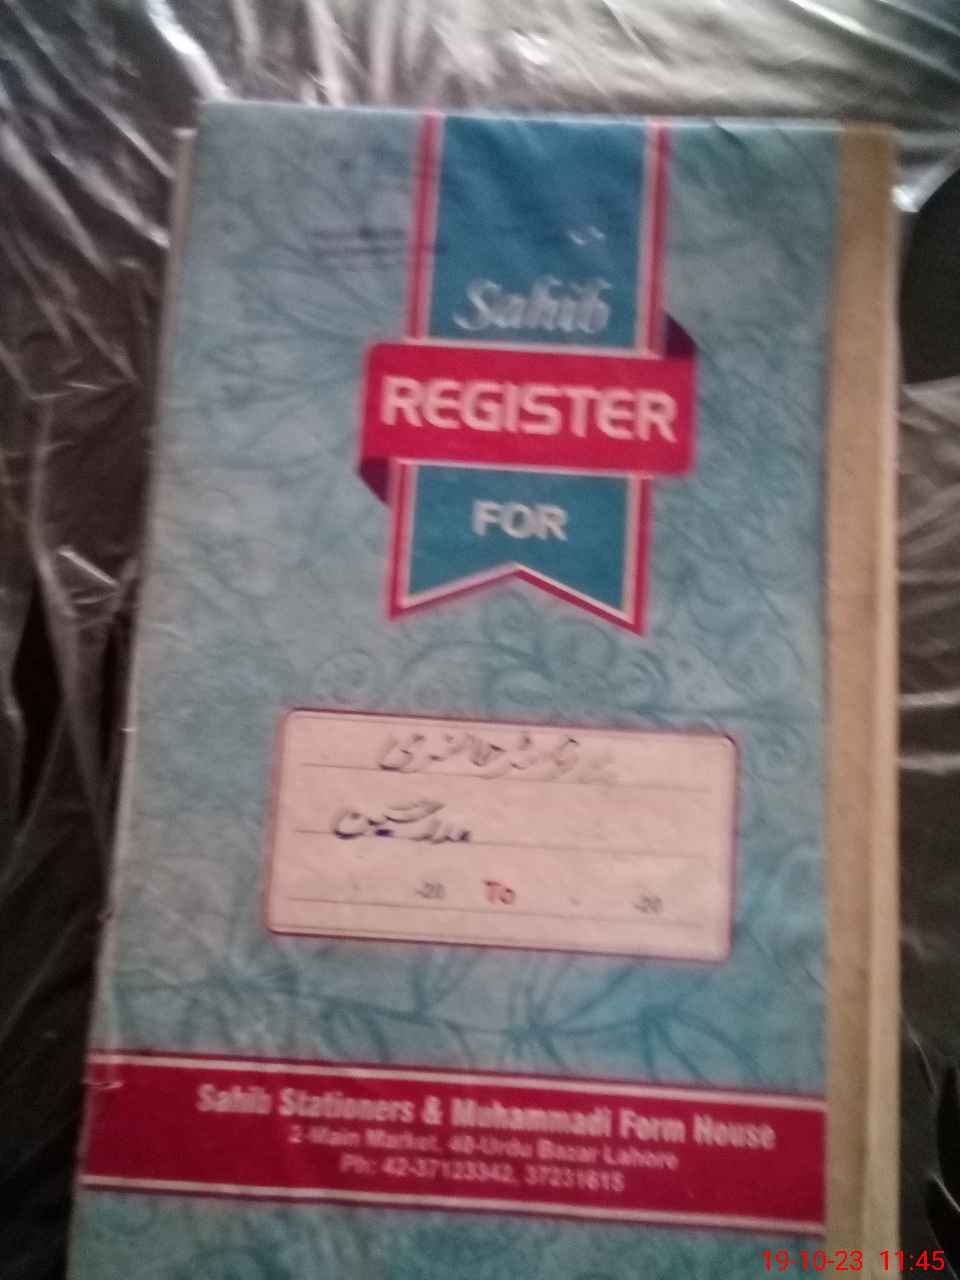 Sahib
REGISTER
FOR
حسین
-20 To -20
Sahib Stationers & Muhammadi Form House
2-Main Market, 40-Urdu Bazar Lahore
Ph: 42-37123342, 37231615
19-10-23 11:45